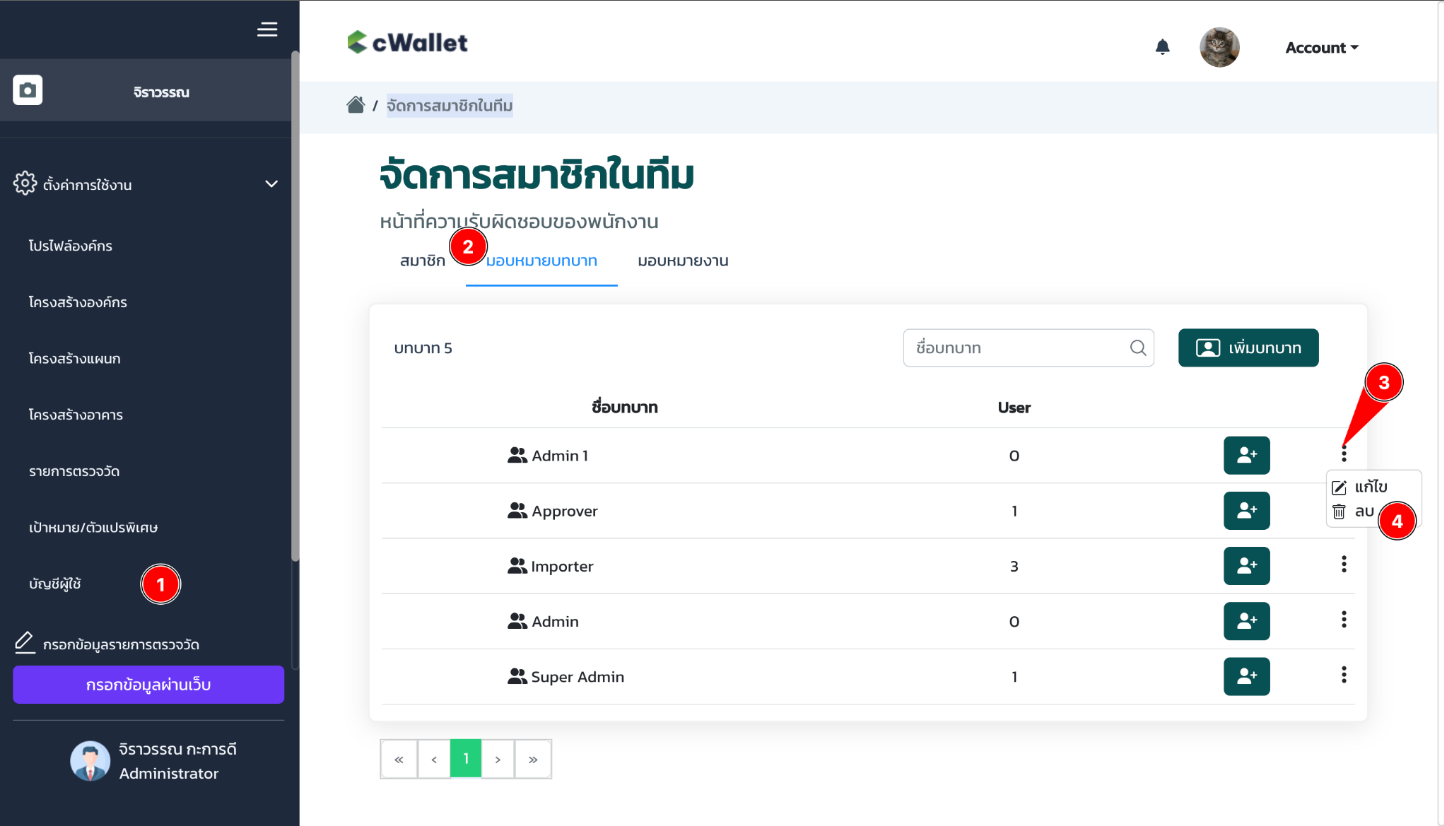 จิราวรรณ
ตั้งค่าการใช้งาน
โปรไฟล์องค์กร
โครงสร้างองค์กร
โครงสร้างแผนก
โครงสร้างอาคาร
รายการตรวจวัด
เป้าหมาย/ตัวแปรพิเศษ
บัญชีผู้ใช้
1
กรอกข้อมูลรายการตรวจวัด
กรอกข้อมูลผ่านเว็บ
จิราวรรณ กะการดี
Administrator
cWallet
Account
/ จัดการสมาชิกในทีม
จัดการสมาชิกในทีม
หน้าที่ความรับผิดชอบของพนักงาน
2
สมาชิก มอบหมายบทบาท มอบหมายงาน
บทบาท 5 ชื่อบทบาท เพิ่มบทบาท
3
ชื่อบทบาท User
Admin 1 0
แก้ไข
ลบ
4
Approver 1
Importer 3
Admin 0
Super Admin 1
« ‹ 1 › »